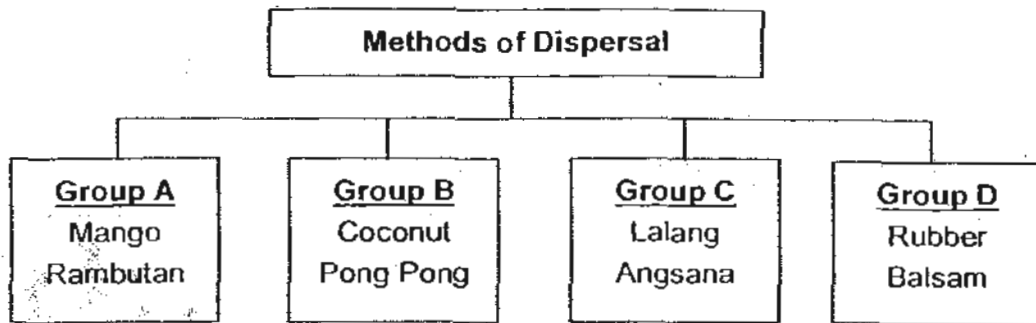 Methods of Dispersal
Group A
Mango
Rambutan
Group B
Coconut
Pong Pong
Group C
Lalang
Angsana
Group D
Rubber
Balsam